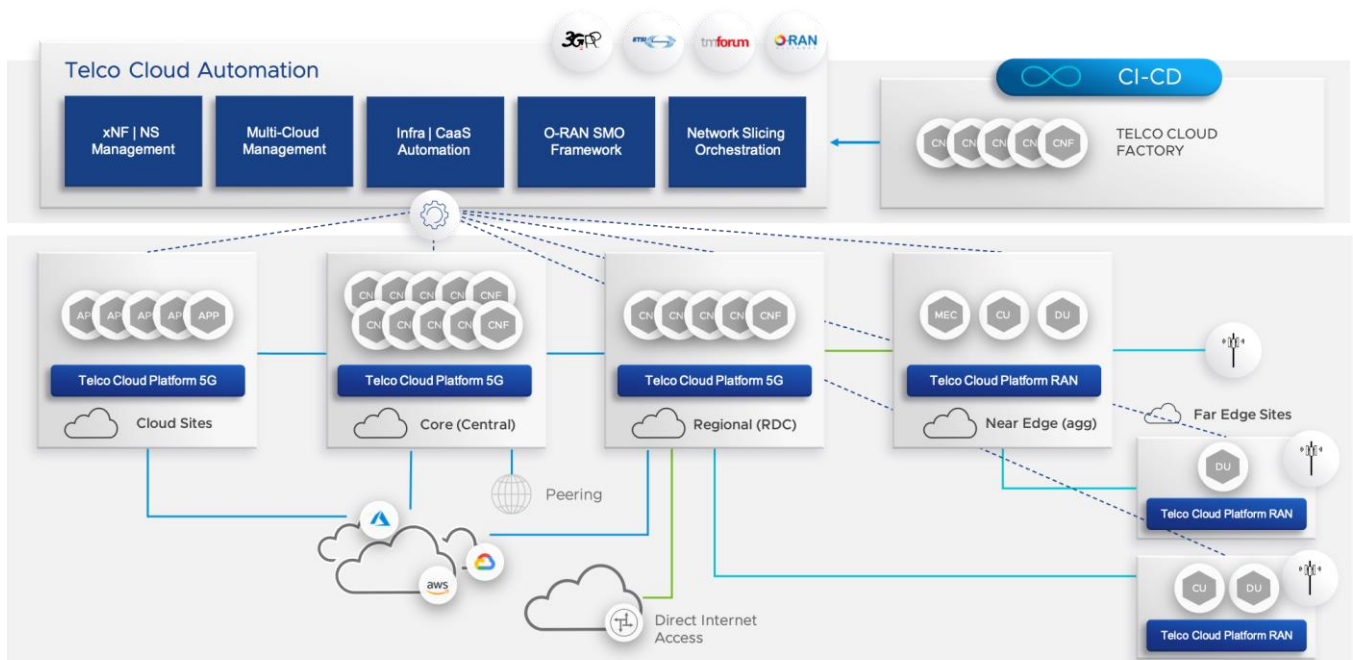 3GPP
ETSI
tmforum
O-RAN
ALLIANCE
Telco Cloud Automation
CI-CD
xNF | NS
Management
Multi-Cloud
Management
Infra | CaaS
Automation
O-RAN SMO
Framework
Network Slicing
Orchestration
CN
CN
CN
CN
CNF
TELCO CLOUD
FACTORY
AP
AP
AP
AP
APP
CN
CN
CN
CN
CNF
CN
CN
CN
CN
CNF
CN
CN
CN
CN
CNF
MEC
CU
DU
Telco Cloud Platform 5G
Telco Cloud Platform 5G
Telco Cloud Platform 5G
Telco Cloud Platform RAN
Cloud Sites
Core (Central)
Regional (RDC)
Near Edge (agg)
Far Edge Sites
DU
Telco Cloud Platform RAN
Peering
aws
Direct Internet
Access
CU
DU
Telco Cloud Platform RAN